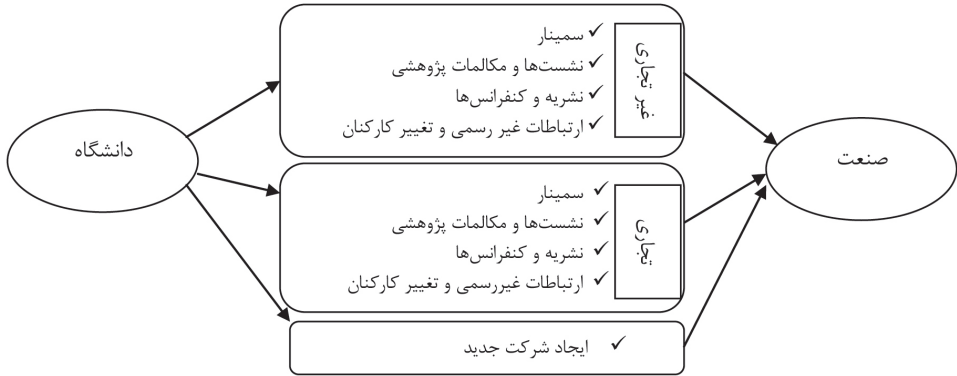 غیر تجاری
✓ سمینار
✓ نشست‌ها و مکالمات پژوهشی
✓ نشریه و کنفرانس‌ها
✓ ارتباطات غیر رسمی و تغییر کارکنان
صنعت
دانشگاه
تجاری
✓ سمینار
✓ نشست‌ها و مکالمات پژوهشی
✓ نشریه و کنفرانس‌ها
✓ ارتباطات غیررسمی و تغییر کارکنان
✓ ایجاد شرکت جدید